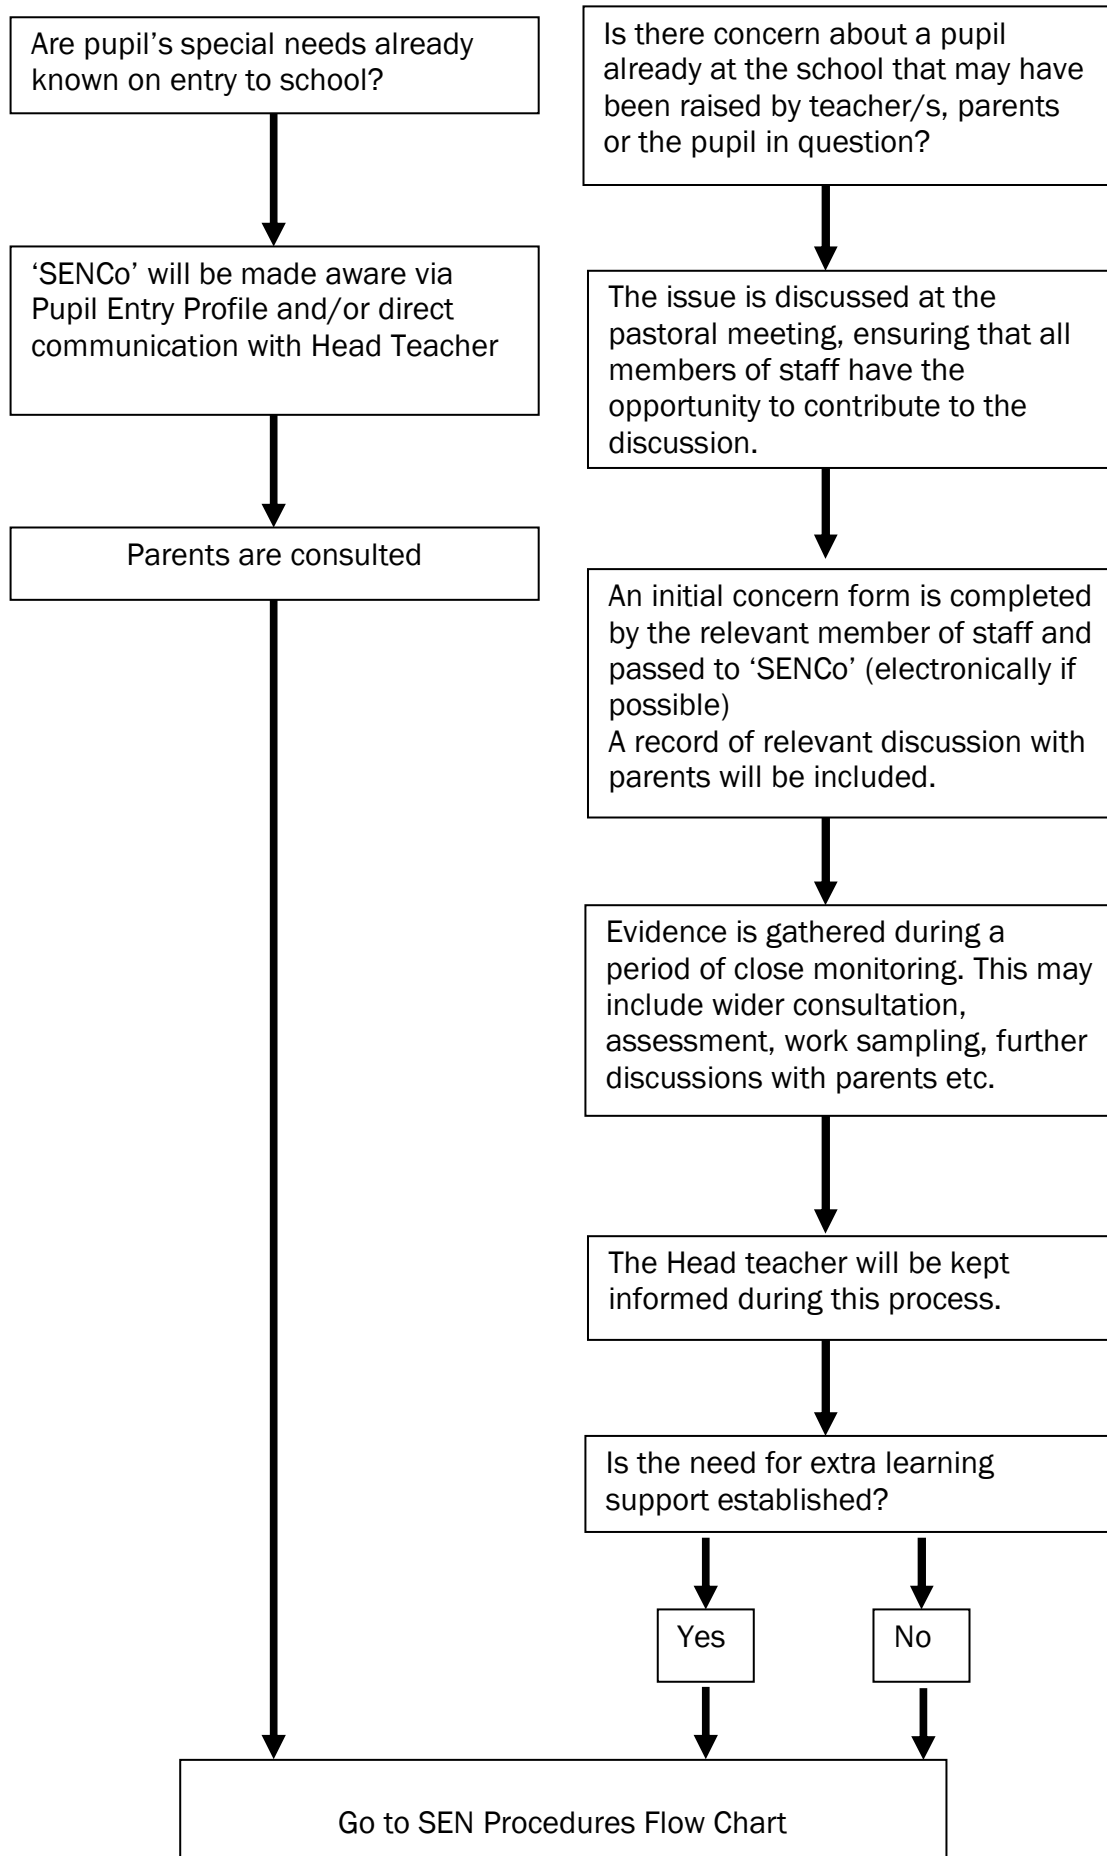 Are pupil’s special needs already
known on entry to school?
‘SENCo’ will be made aware via
Pupil Entry Profile and/or direct
communication with Head Teacher
Parents are consulted
Is there concern about a pupil
already at the school that may have
been raised by teacher/s, parents
or the pupil in question?
The issue is discussed at the
pastoral meeting, ensuring that all
members of staff have the
opportunity to contribute to the
discussion.
An initial concern form is completed
by the relevant member of staff and
passed to ‘SENCo’ (electronically if
possible)
A record of relevant discussion with
parents will be included.
Evidence is gathered during a
period of close monitoring. This may
include wider consultation,
assessment, work sampling, further
discussions with parents etc.
The Head teacher will be kept
informed during this process.
Is the need for extra learning
support established?
Yes
No
Go to SEN Procedures Flow Chart